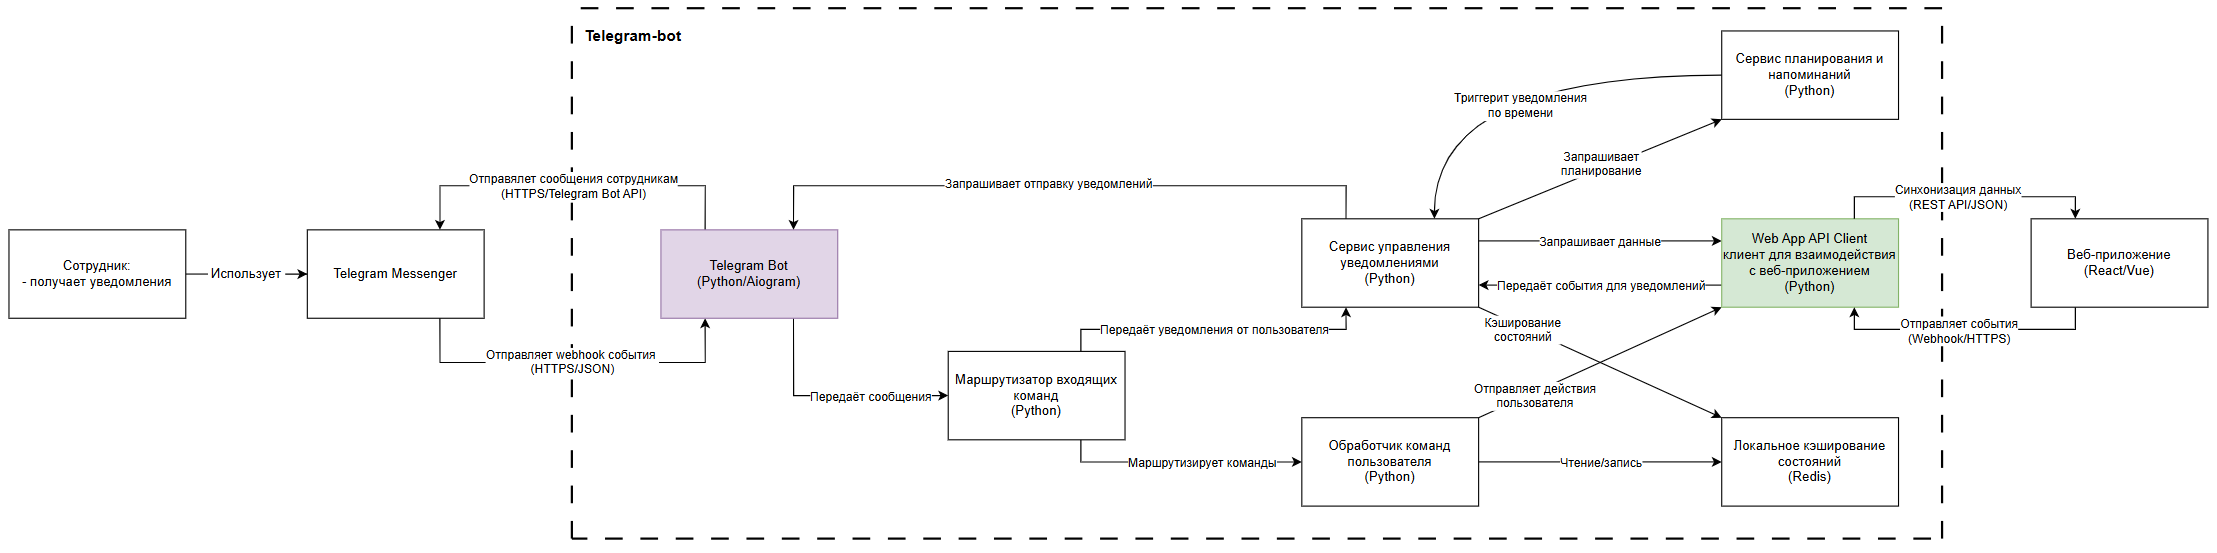 Telegram-bot
Сервис планирования и
напоминаний
(Python)
Триггерит уведомления
по времени
Запрашивает
планирование
Отправялет сообщения сотрудникам
(HTTPS/Telegram Bot API)
Запрашивает отправку уведомлений
Синхонизация данных
(REST API/JSON)
Сотрудник:
- получает уведомления
Использует
Telegram Messenger
Telegram Bot
(Python/Aiogram)
Сервис управления
уведомлениями
(Python)
Запрашивает данные
Передаёт события для уведомлений
Web App API Client
клиент для взаимодействия
с веб-приложением
(Python)
Веб-приложение
(React/Vue)
Отправляет webhook события
(HTTPS/JSON)
Передаёт уведомления от пользователя
Кэширование
состояний
Отправляет события
(Webhook/HTTPS)
Передаёт сообщения
Маршрутизатор входящих
команд
(Python)
Отправляет действия
пользователя
Маршрутизирует команды
Обработчик команд
пользователя
(Python)
Чтение/запись
Локальное кэширование
состояний
(Redis)